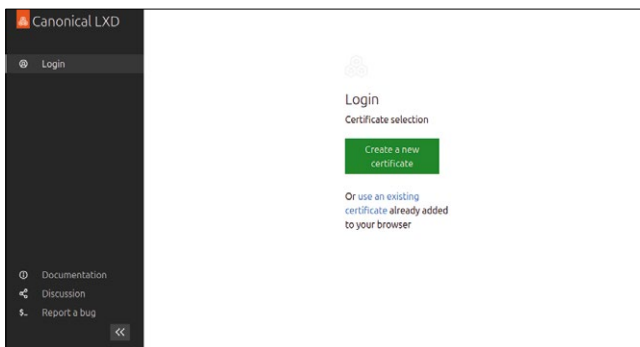 Canonical LXD
Login
Login
Certificate selection
Create a new
certificate
Or use an existing
certificate already added
to your browser
Documentation
Discussion
Report a bug